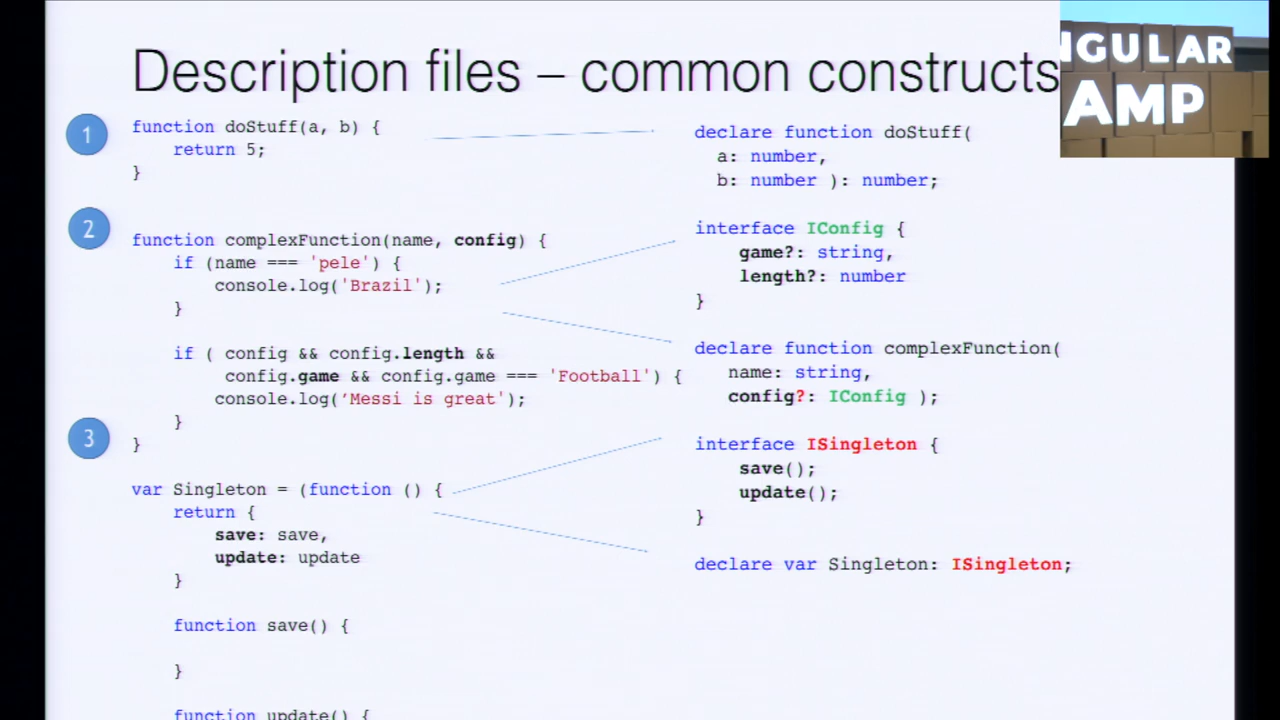 Description files – common constructs
NGULAR
AMP
1
function doStuff(a, b) {
return 5;
}
declare function doStuff(
a: number,
b: number ): number;
2
function complexFunction(name, config) {
if (name === 'pele') {
console.log('Brazil');
}
if ( config && config.length &&
config.game && config.game === 'Football') {
console.log(‘Messi is great');
}
}
interface IConfig {
game?: string,
length?: number
}
declare function complexFunction(
name: string,
config?: IConfig );
3
var Singleton = (function () {
return {
save: save,
update: update
}
function save() {
}
function update() {
interface ISingleton {
save();
update();
}
declare var Singleton: ISingleton;